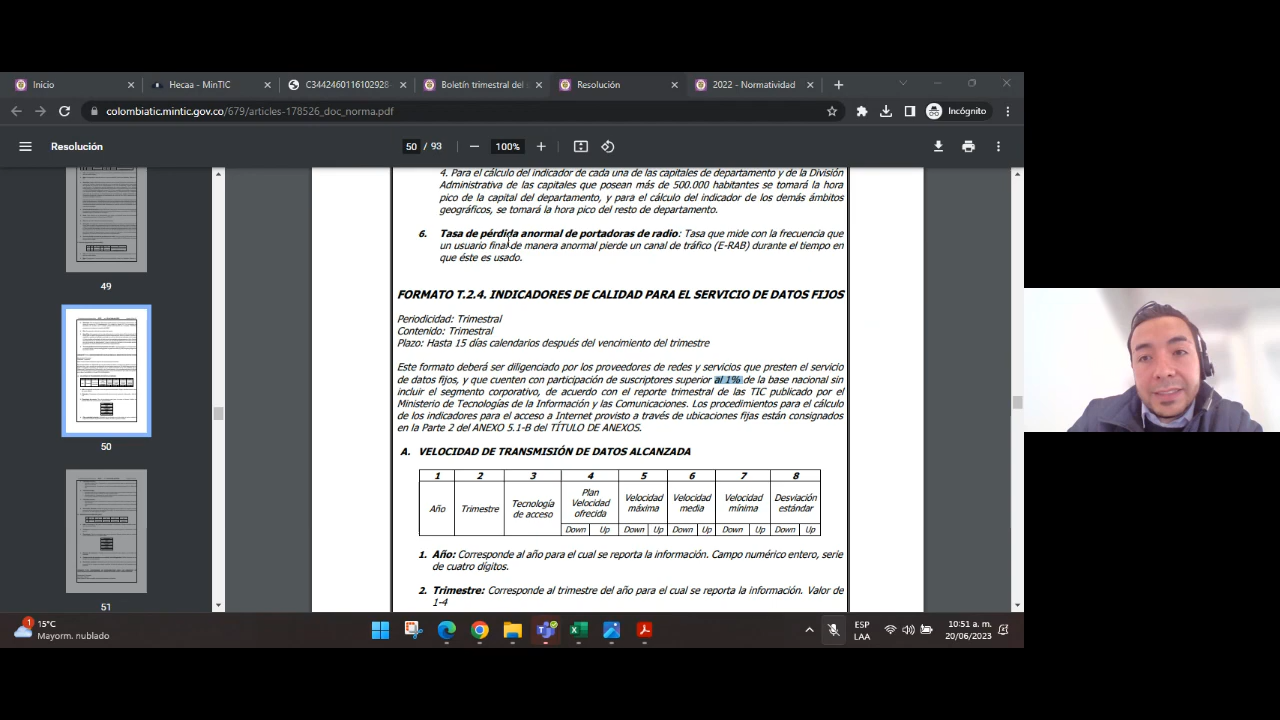 Inicio
Hecaa - MinTIC
C3442460116102928-
Boletín trimestral del s
Resolución
2022 - Normatividad
colombiatic.mintic.gov.co/679/articles-178526_doc_norma.pdf
Incógnito
Resolución
50 / 93
100%
4. Para el cálculo del indicador de cada una de las capitales de departamento y de la División
Administrativa de las capitales que posean más de 500.000 habitantes se tomará la hora
pico de la capital del departamento, y para el cálculo del indicador de los demás ámbitos
geográficos, se tomará la hora pico del resto de departamento.
6. Tasa de pérdida anormal de portadoras de radio: Tasa que mide con la frecuencia que
un usuario final de manera anormal pierde un canal de tráfico (E-RAB) durante el tiempo en
que éste es usado.
FORMATO T.2.4. INDICADORES DE CALIDAD PARA EL SERVICIO DE DATOS FIJOS
Periodicidad: Trimestral
Contenido: Trimestral
Plazo: Hasta 15 días calendarios después del vencimiento del trimestre
Este formato deberá ser diligenciado por los proveedores de redes y servicios que presten el servicio
de datos fijos, y que cuenten con participación de suscriptores superior al 1% de la base nacional sin
incluir el segmento corporativo, de acuerdo con el reporte trimestral de las TIC publicado por el
Ministerio de Tecnologías de la Información y las Comunicaciones. Los procedimientos para el cálculo
de los indicadores para el acceso a Internet provisto a través de ubicaciones fijas están consignados
en la Parte 2 del ANEXO 5.1-B del TÍTULO DE ANEXOS.
A. VELOCIDAD DE TRANSMISIÓN DE DATOS ALCANZADA
1 2 3 4 5 6 7 8
Año Trimestre Tecnología de acceso Plan Velocidad ofrecida Velocidad máxima Velocidad media Velocidad mínima Desviación estándar
Down Up Down Up Down Up Down Up Down Up
1. Año: Corresponde al año para el cual se reporta la información. Campo numérico entero, serie
de cuatro dígitos.
2. Trimestre: Corresponde al trimestre del año para el cual se reporta la información. Valor de
1-4
49
50
51
1
15°C
Mayorm. nublado
ESP
LAA
10:51 a. m.
20/06/2023